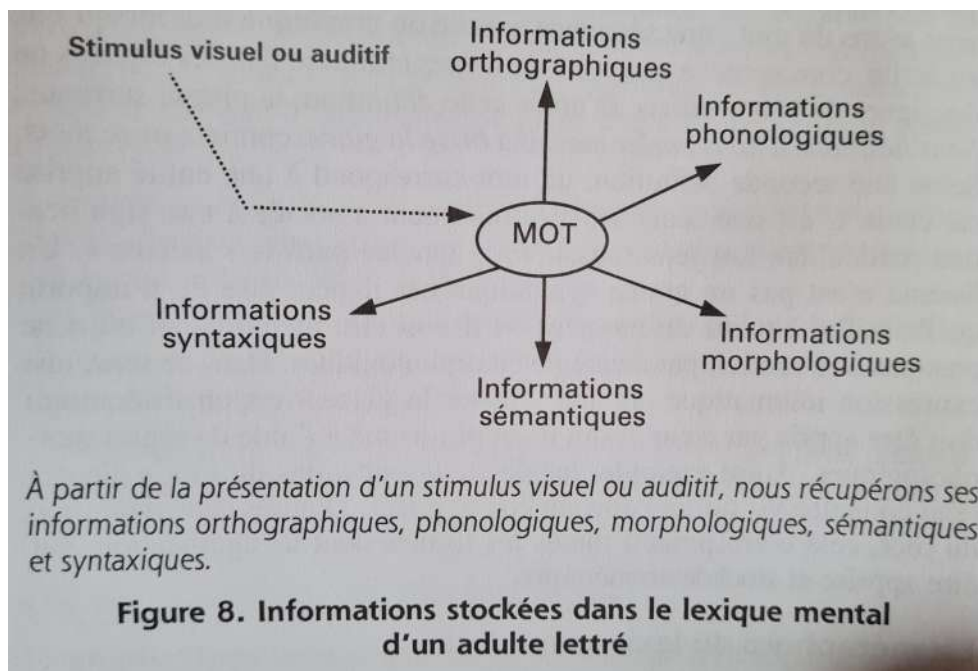 Stimulus visuel ou auditif
Informations
orthographiques
Informations
phonologiques
MOT
Informations
syntaxiques
Informations
morphologiques
Informations
sémantiques
À partir de la présentation d'un stimulus visuel ou auditif, nous récupérons ses
informations orthographiques, phonologiques, morphologiques, sémantiques
et syntaxiques.
Figure 8. Informations stockées dans le lexique mental
d'un adulte lettré